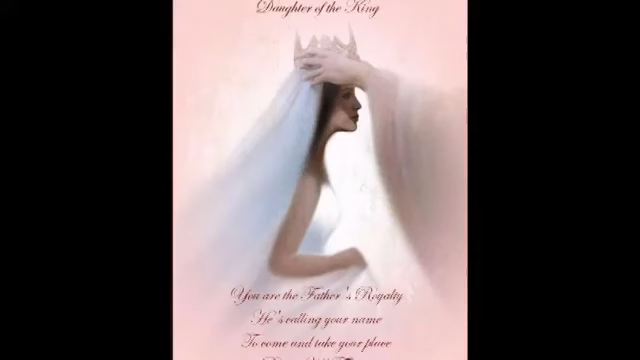 Daughter of the King
You are the Father's Royalty
He's calling your name
To come and take your place